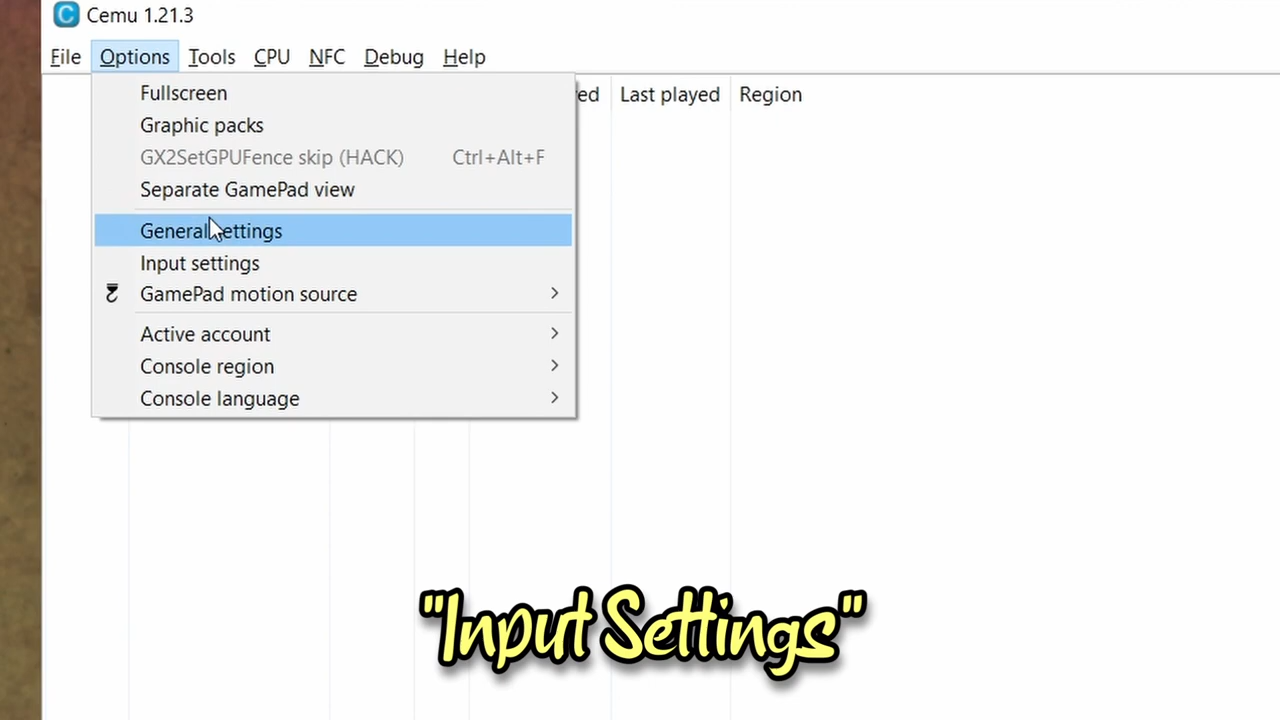 Cemu 1.21.3
File Options Tools CPU NFC Debug Help
Last played Region
Fullscreen
Graphic packs
GX2SetGPUFence skip (HACK) Ctrl+Alt+F
Separate GamePad view
General settings
Input settings
GamePad motion source
Active account
Console region
Console language
"Input Settings"